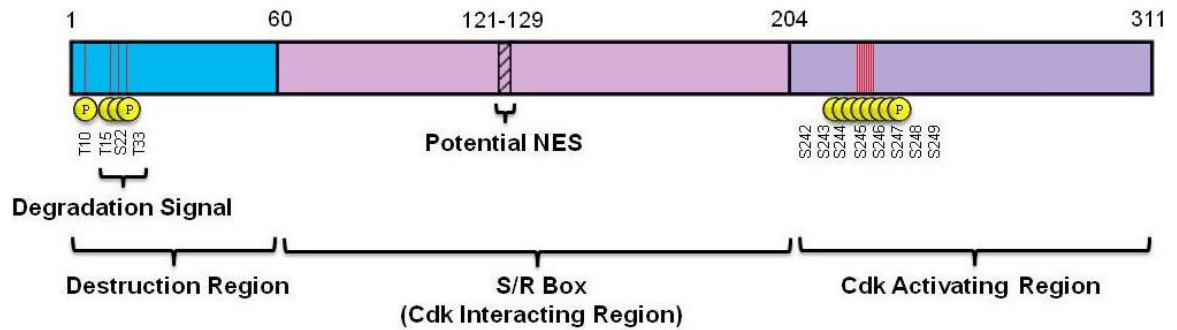 1 60 121-129 204 311
P P P
T10 T15 S22 T33 S242 S243 S244 S245 S246 S247 S248 S249
Potential NES
Degradation Signal
Destruction Region S/R Box Cdk Activating Region
(Cdk Interacting Region)